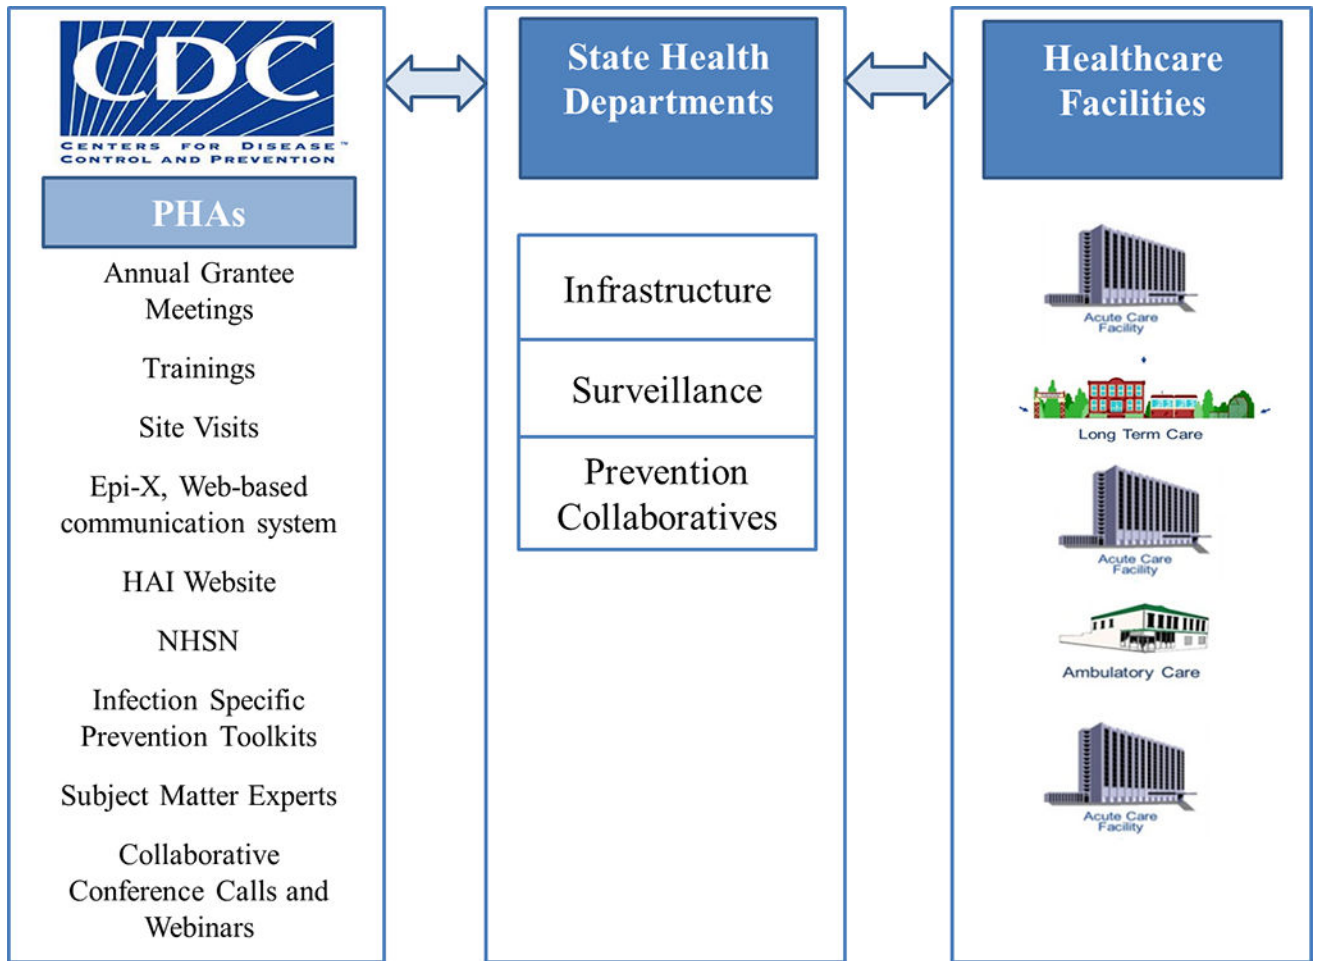 CDC
CENTERS FOR DISEASE™
CONTROL AND PREVENTION
PHAs
Annual Grantee
Meetings
Trainings
Site Visits
Epi-X, Web-based
communication system
HAI Website
NHSN
Infection Specific
Prevention Toolkits
Subject Matter Experts
Collaborative
Conference Calls and
Webinars
State Health
Departments
Infrastructure
Surveillance
Prevention
Collaboratives
Healthcare
Facilities
Acute Care
Facility
Long Term Care
Acute Care
Facility
Ambulatory Care
Acute Care
Facility